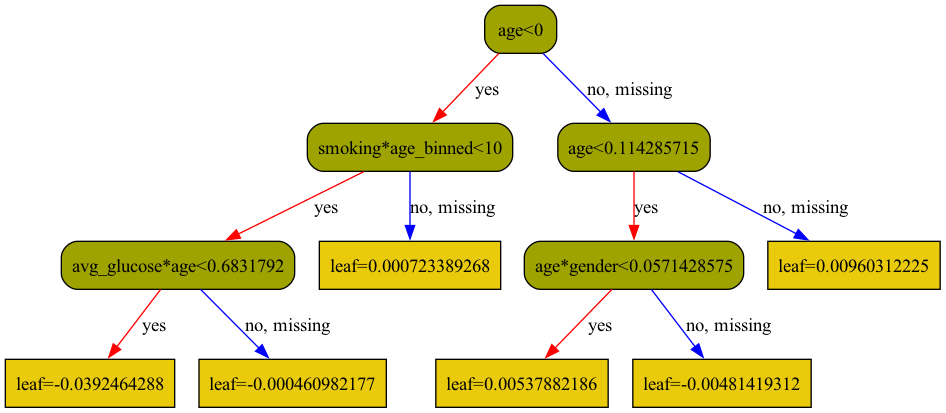 age<0
yes
no, missing
smoking*age_binned<10
age<0.114285715
yes
no, missing
yes
no, missing
avg_glucose*age<0.6831792
leaf=0.000723389268
age*gender<0.0571428575
leaf=0.00960312225
yes
no, missing
yes
no, missing
leaf=-0.0392464288
leaf=-0.000460982177
leaf=0.00537882186
leaf=-0.00481419312